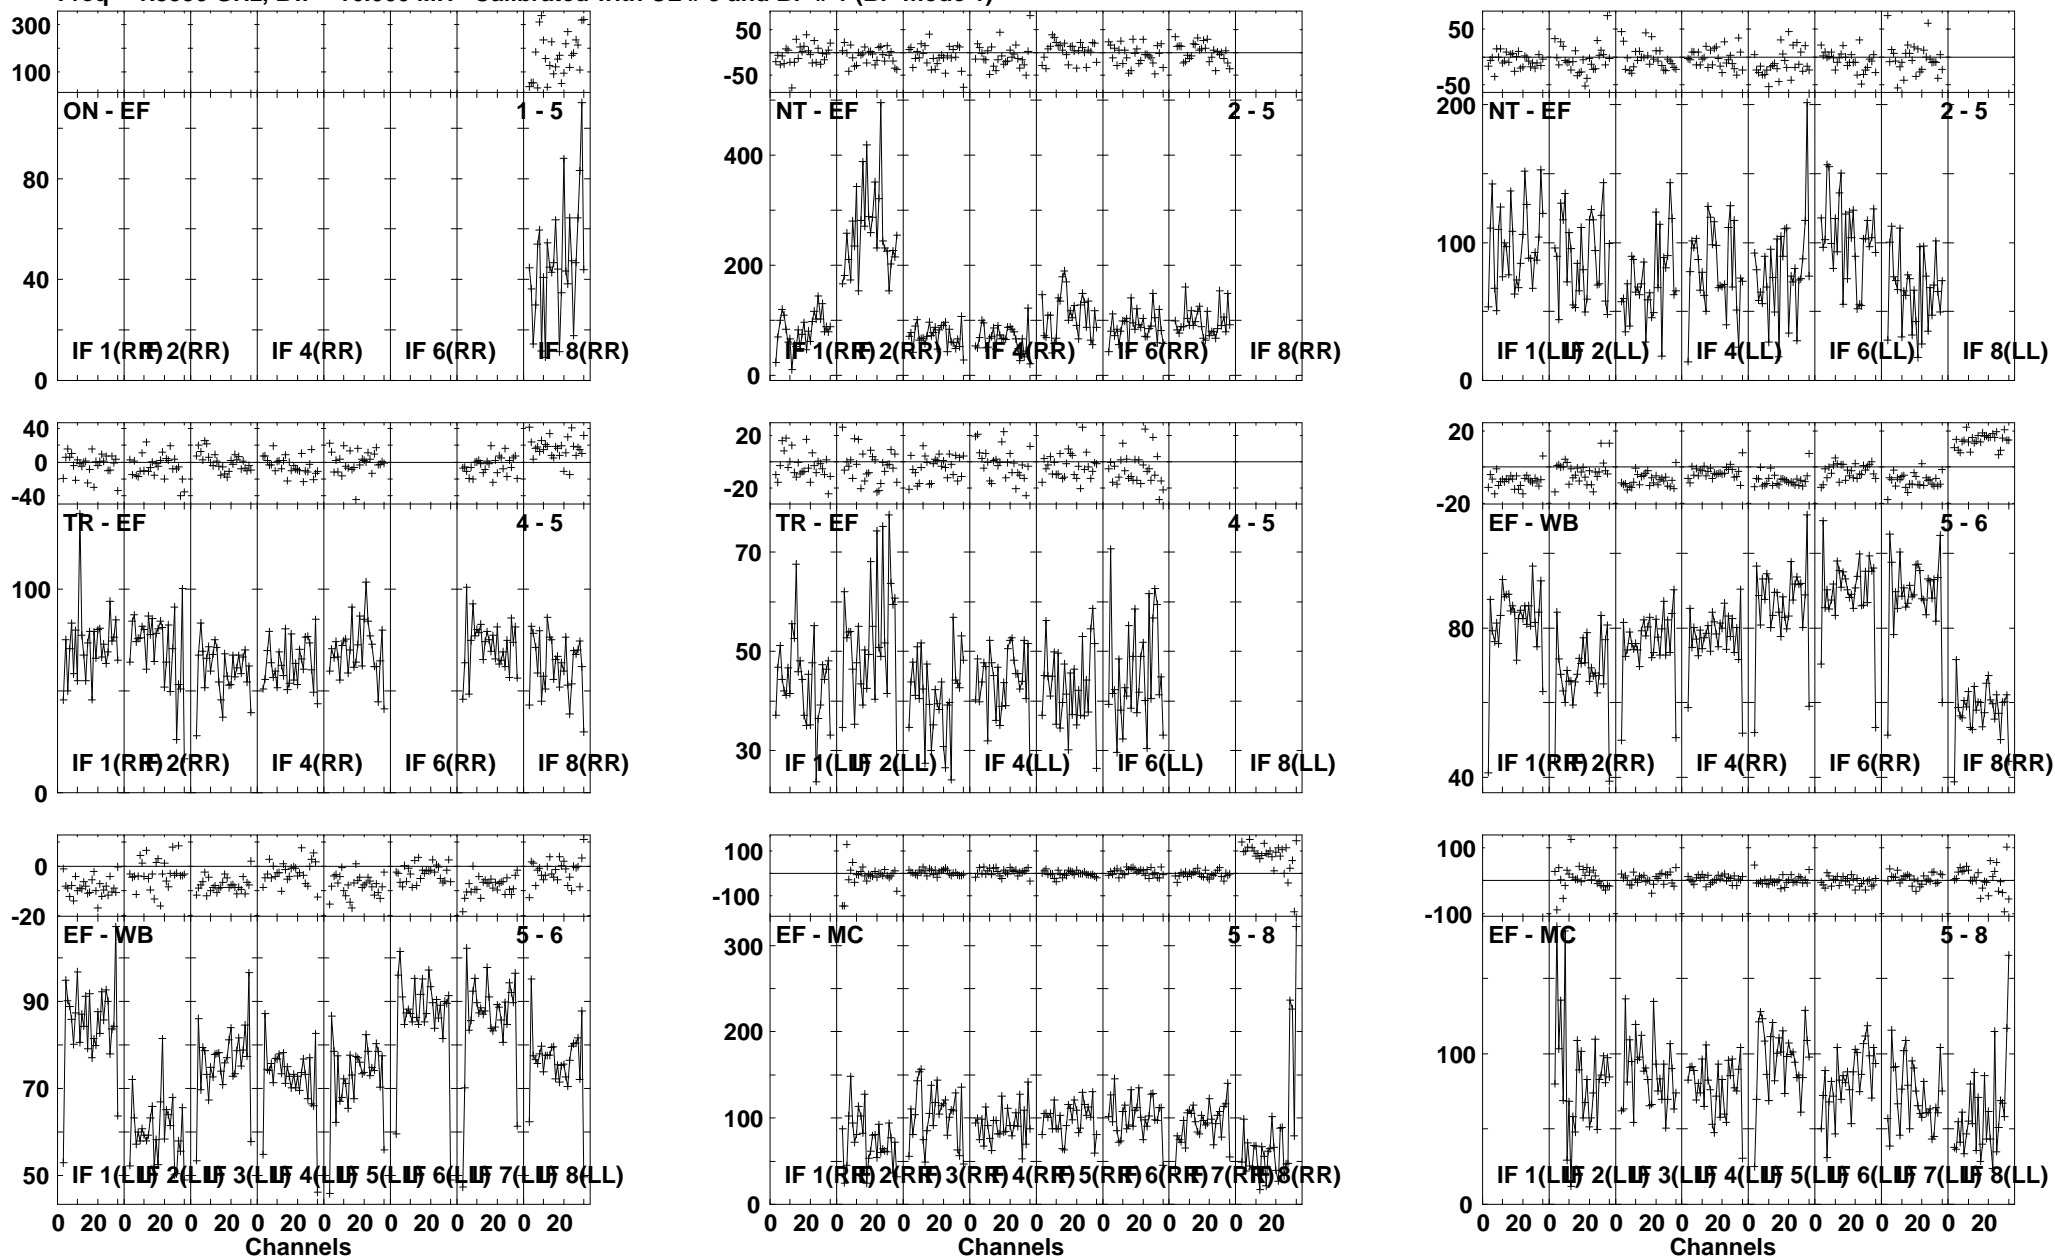 300
100
ON - EF
1 - 5
80
40
0
IF 1(RR)
IF 2(RR)
IF 4(RR)
IF 6(RR)
IF 8(RR)
50
-50
NT - EF
2 - 5
400
200
0
IF 1(RR)
IF 2(RR)
IF 4(RR)
IF 6(RR)
IF 8(RR)
50
-50
200
NT - EF
2 - 5
100
0
IF 1(LL)
IF 2(LL)
IF 4(LL)
IF 6(LL)
IF 8(LL)
40
0
-40
TR - EF
4 - 5
100
0
IF 1(RR)
IF 2(RR)
IF 4(RR)
IF 6(RR)
IF 8(RR)
20
-20
TR - EF
4 - 5
70
50
30
IF 1(LL)
IF 2(LL)
IF 4(LL)
IF 6(LL)
IF 8(LL)
20
-20
EF - WB
5 - 6
80
40
IF 1(RR)
IF 2(RR)
IF 4(RR)
IF 6(RR)
IF 8(RR)
0
-20
EF - WB
5 - 6
90
70
50
IF 1(LL)
IF 2(LL)
IF 3(LL)
IF 4(LL)
IF 5(LL)
IF 6(LL)
IF 7(LL)
IF 8(LL)
0 20 0 20 0 20 0 20 0 20 0 20 0 20 0 20
Channels
100
-100
EF - MC
5 - 8
300
200
100
0
IF 1(RR)
IF 2(RR)
IF 3(RR)
IF 4(RR)
IF 5(RR)
IF 6(RR)
IF 7(RR)
IF 8(RR)
0 20 0 20 0 20 0 20 0 20 0 20 0 20 0 20
Channels
100
-100
EF - MC
5 - 8
100
0
IF 1(LL)
IF 2(LL)
IF 3(LL)
IF 4(LL)
IF 5(LL)
IF 6(LL)
IF 7(LL)
IF 8(LL)
0 20 0 20 0 20 0 20 0 20 0 20 0 20 0 20
Channels